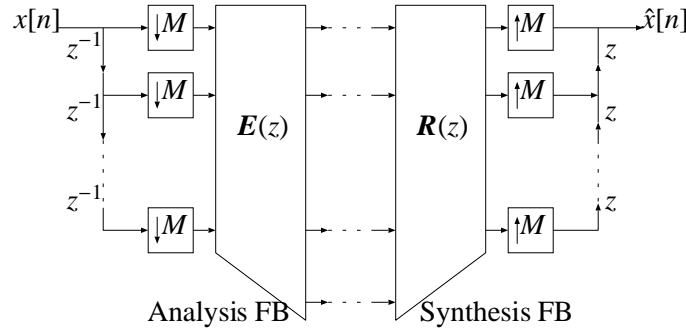 x[n] ↓M ↑M x̂[n]
z⁻¹ z
↓M ↑M
z⁻¹ E(z) R(z) z
z⁻¹ ↓M ↑M z
Analysis FB Synthesis FB